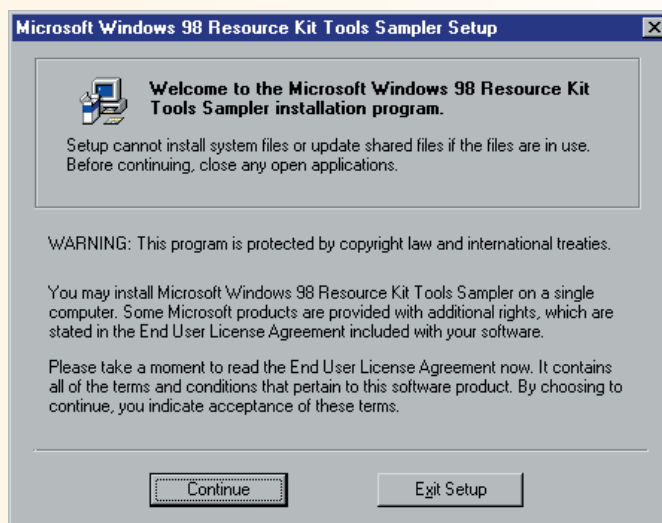 Microsoft Windows 98 Resource Kit Tools Sampler Setup
Welcome to the Microsoft Windows 98 Resource Kit
Tools Sampler installation program.
Setup cannot install system files or update shared files if the files are in use.
Before continuing, close any open applications.
WARNING: This program is protected by copyright law and international treaties.
You may install Microsoft Windows 98 Resource Kit Tools Sampler on a single
computer. Some Microsoft products are provided with additional rights, which are
stated in the End User License Agreement included with your software.
Please take a moment to read the End User License Agreement now. It contains
all of the terms and conditions that pertain to this software product. By choosing to
continue, you indicate acceptance of these terms.
Continue
Exit Setup